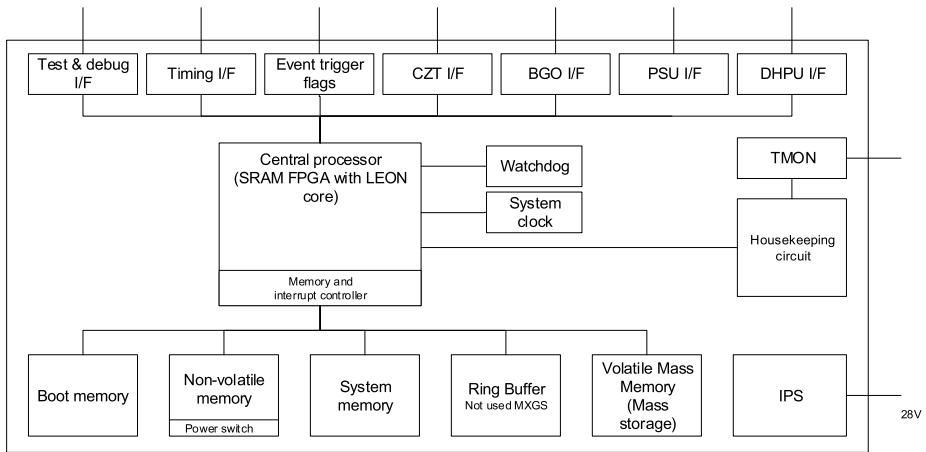 Test & debug
I/F
Timing I/F
Event trigger
flags
CZT I/F
BGO I/F
PSU I/F
DHPU I/F
Central processor
(SRAM FPGA with LEON
core)
Memory and
interrupt controller
Watchdog
System
clock
TMON
Housekeeping
circuit
Boot memory
Non-volatile
memory
Power switch
System
memory
Ring Buffer
Not used MXGS
Volatile Mass
Memory
(Mass
storage)
IPS
28V